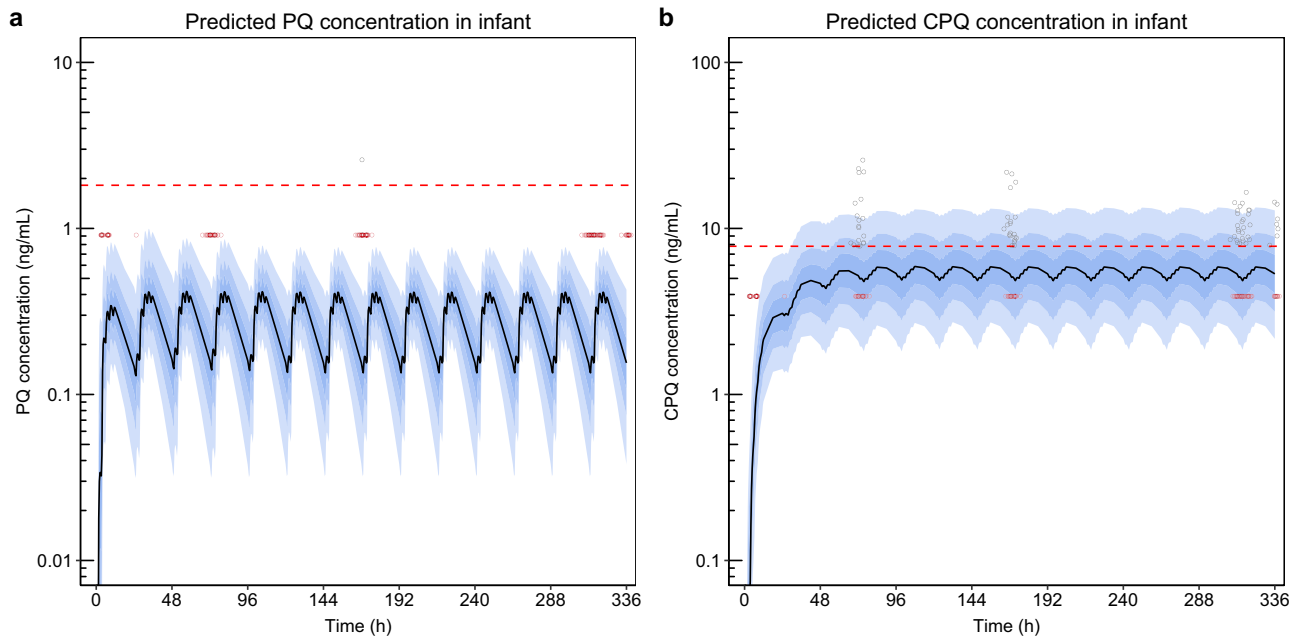 a
Predicted PQ concentration in infant
PQ concentration (ng/mL)
10
1
0.1
0.01
0 48 96 144 192 240 288 336
Time (h)
b
Predicted CPQ concentration in infant
CPQ concentration (ng/mL)
100
10
1
0.1
0 48 96 144 192 240 288 336
Time (h)